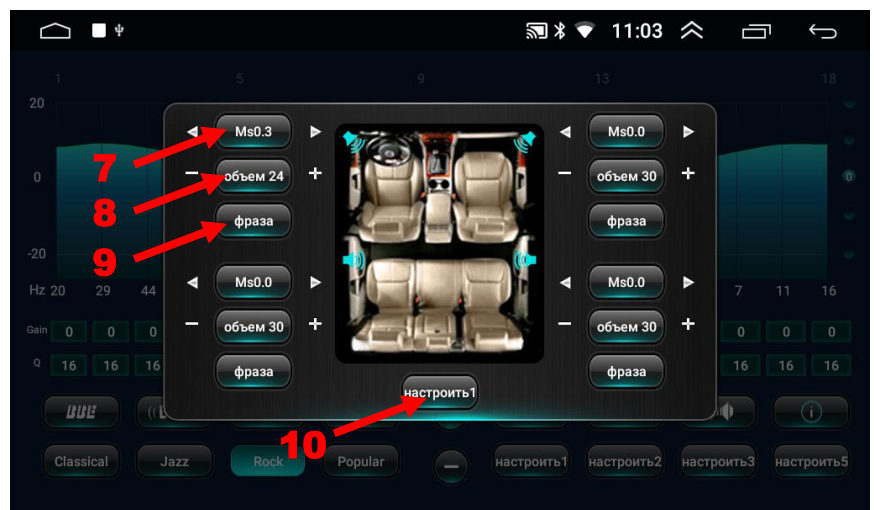 11:03
1 5 9 13 18
20
Ms0.3 Ms0.0
7
объем 24 объем 30
0 0
8
фраза фраза
9
-20
Ms0.0 Ms0.0
Hz 20 29 44 7 11 16
объем 30 объем 30
Gain 0 0 0 0 0 0
Q 16 16 16 16 16 16
фраза фраза
настроить1
BBE
10
Classical Jazz Rock Popular настроить1 настроить2 настроить3 настроить5